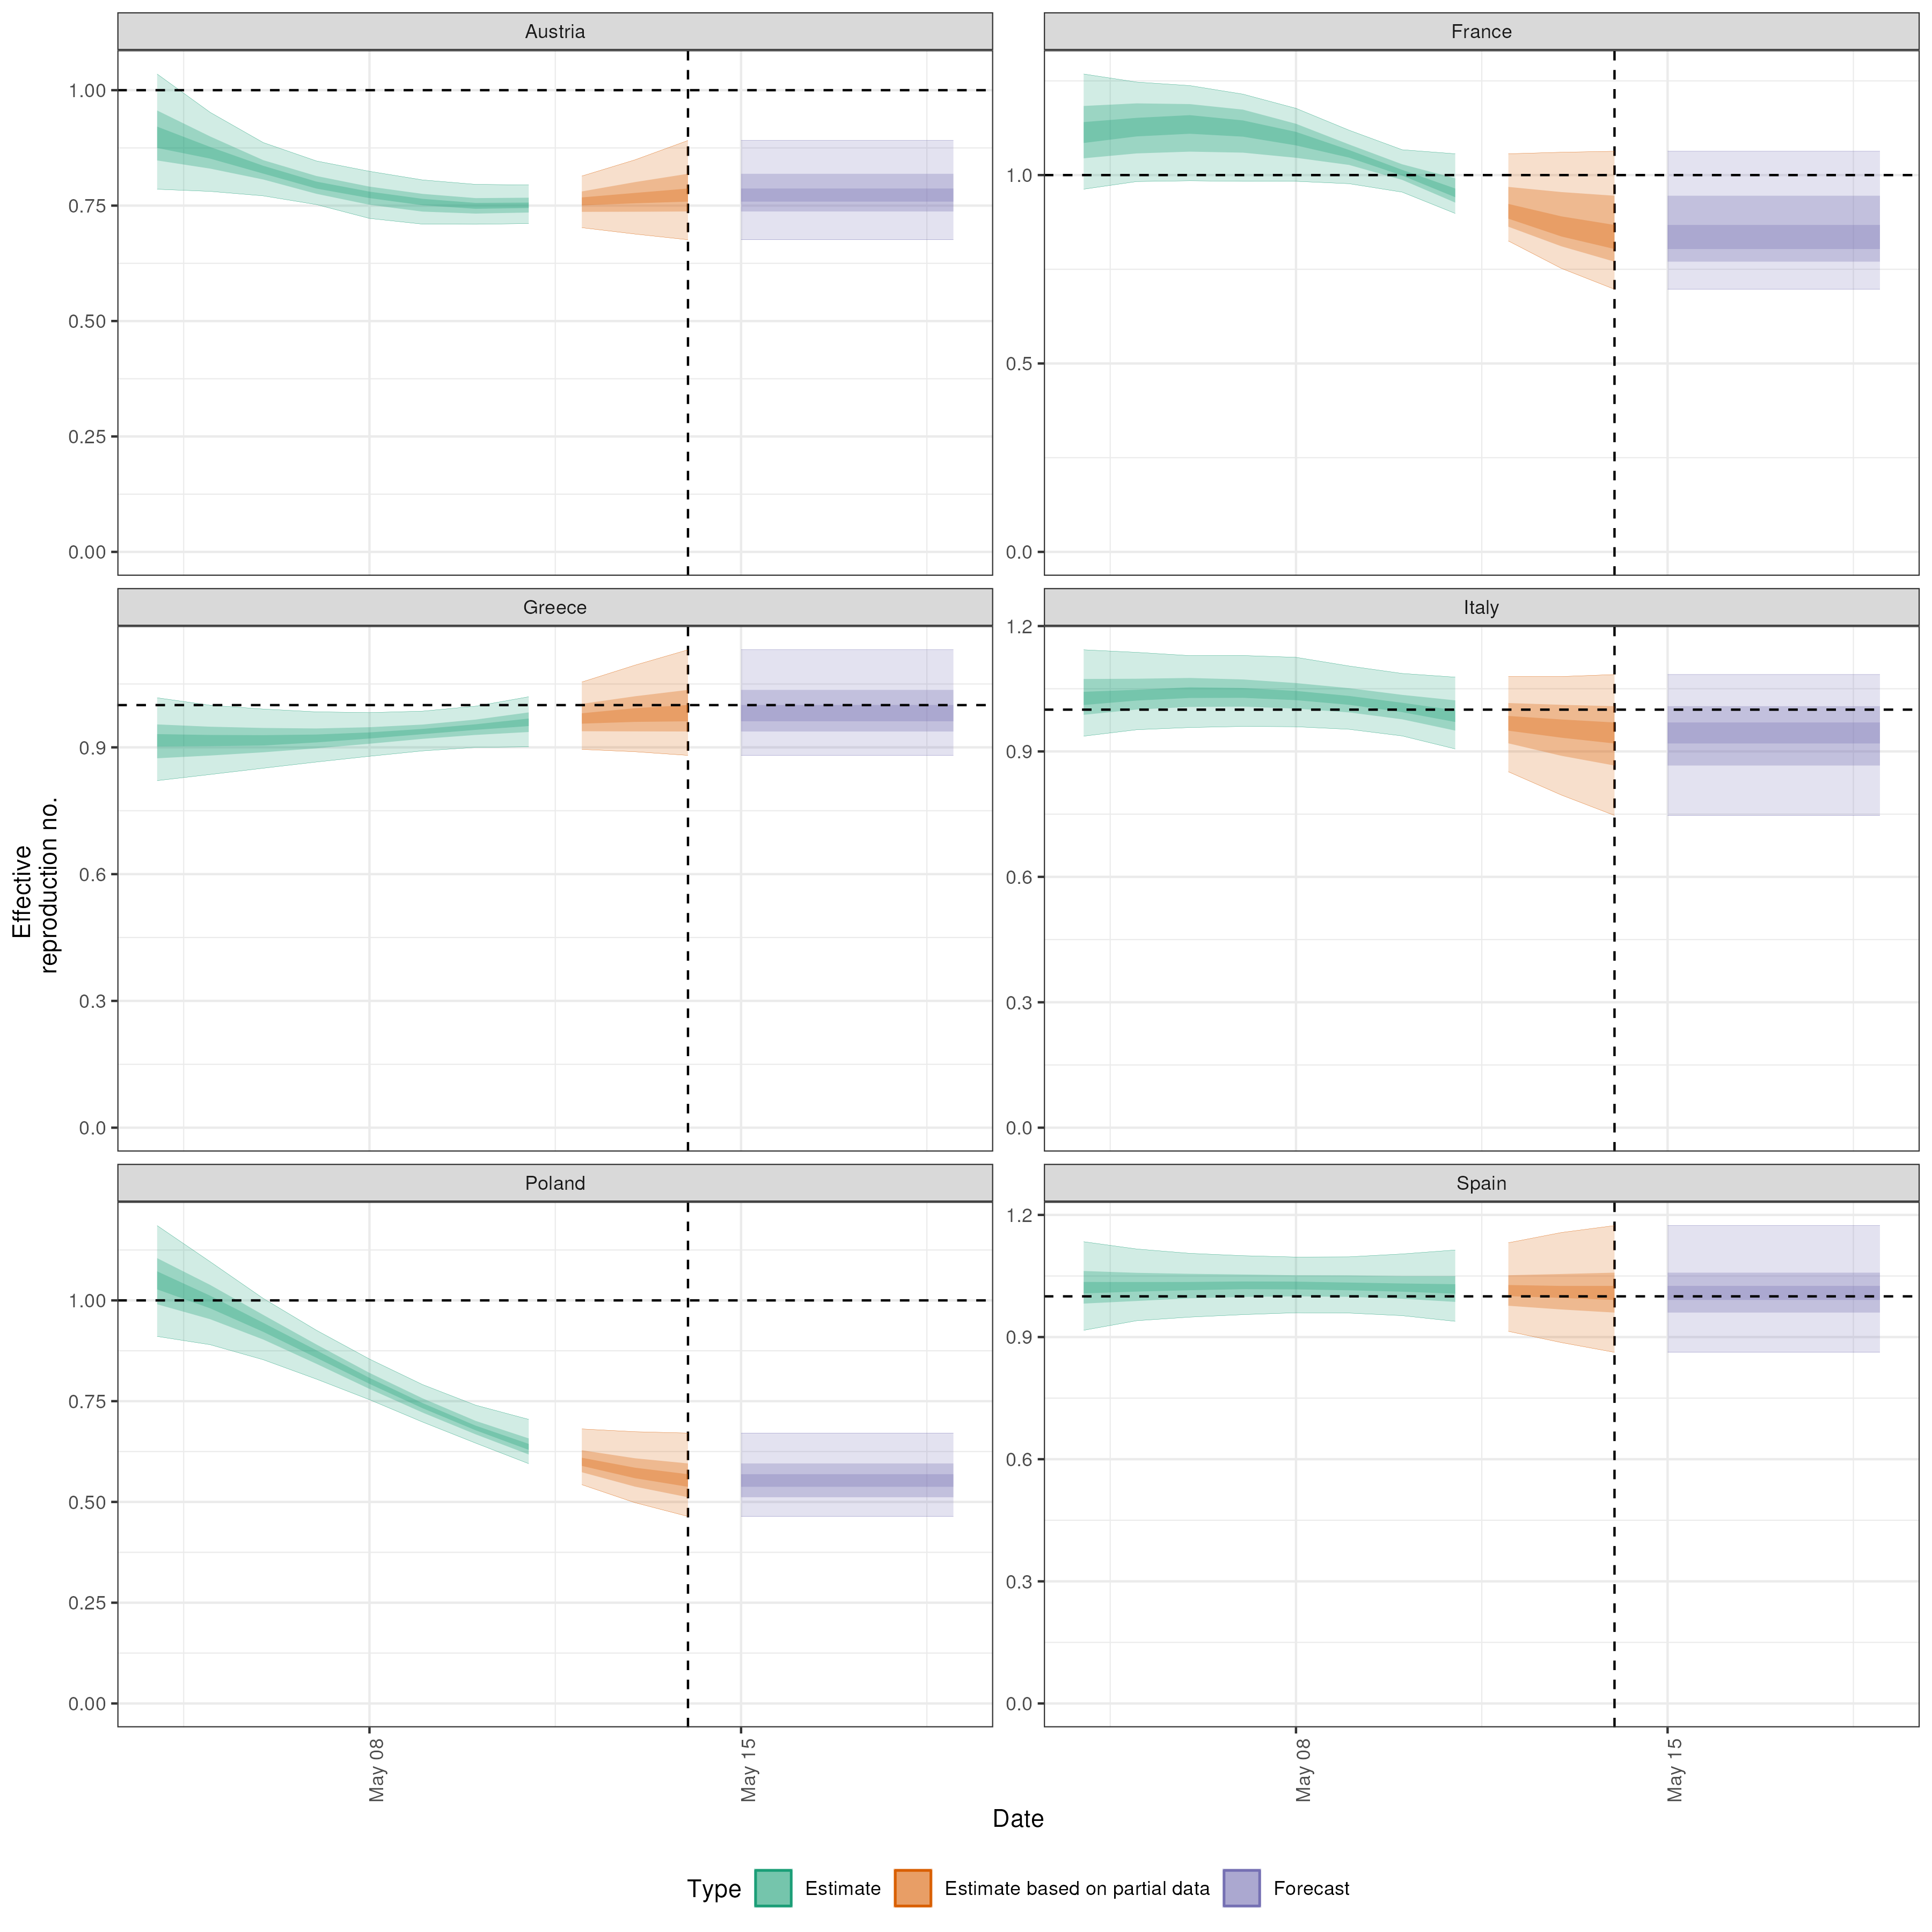 Austria
France
1.00
0.75
0.50
0.25
0.00
1.0
0.5
0.0
Greece
Italy
0.9
0.6
0.3
0.0
1.2
0.9
0.6
0.3
0.0
Poland
Spain
1.00
0.75
0.50
0.25
0.00
1.2
0.9
0.6
0.3
0.0
Effective
reproduction no.
May 08
May 15
May 08
May 15
Date
Type Estimate Estimate based on partial data Forecast